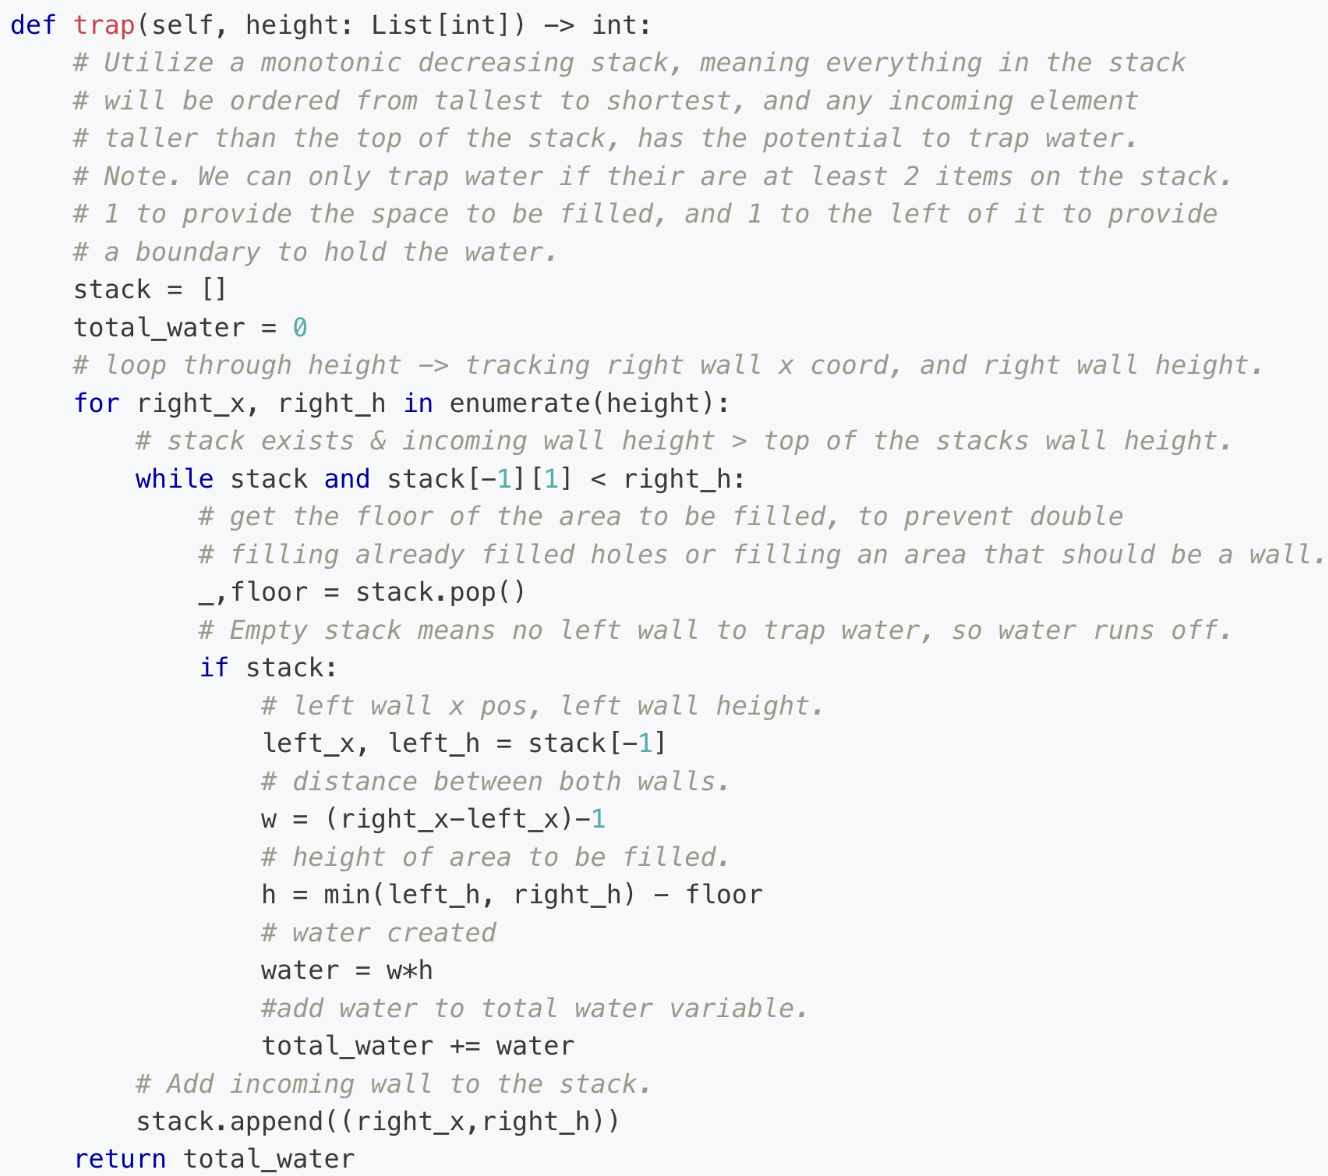 def trap(self, height: List[int]) -> int:
# Utilize a monotonic decreasing stack, meaning everything in the stack
# will be ordered from tallest to shortest, and any incoming element
# taller than the top of the stack, has the potential to trap water.
# Note. We can only trap water if their are at least 2 items on the stack.
# 1 to provide the space to be filled, and 1 to the left of it to provide
# a boundary to hold the water.
stack = []
total_water = 0
# loop through height -> tracking right wall x coord, and right wall height.
for right_x, right_h in enumerate(height):
# stack exists & incoming wall height > top of the stacks wall height.
while stack and stack[-1][1] < right_h:
# get the floor of the area to be filled, to prevent double
# filling already filled holes or filling an area that should be a wall.
_,floor = stack.pop()
# Empty stack means no left wall to trap water, so water runs off.
if stack:
# left wall x pos, left wall height.
left_x, left_h = stack[-1]
# distance between both walls.
w = (right_x-left_x)-1
# height of area to be filled.
h = min(left_h, right_h) - floor
# water created
water = w*h
#add water to total water variable.
total_water += water
# Add incoming wall to the stack.
stack.append((right_x,right_h))
return total_water